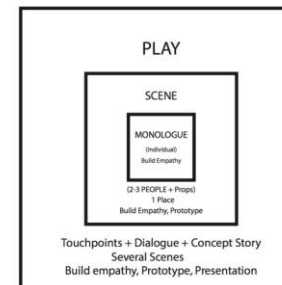 PLAY
SCENE
MONOLOGUE
(Individual)
Build Empathy
(2-3 PEOPLE + Props)
1 Place
Build Empathy, Prototype
Touchpoints + Dialogue + Concept Story
Several Scenes
Build empathy, Prototype, Presentation